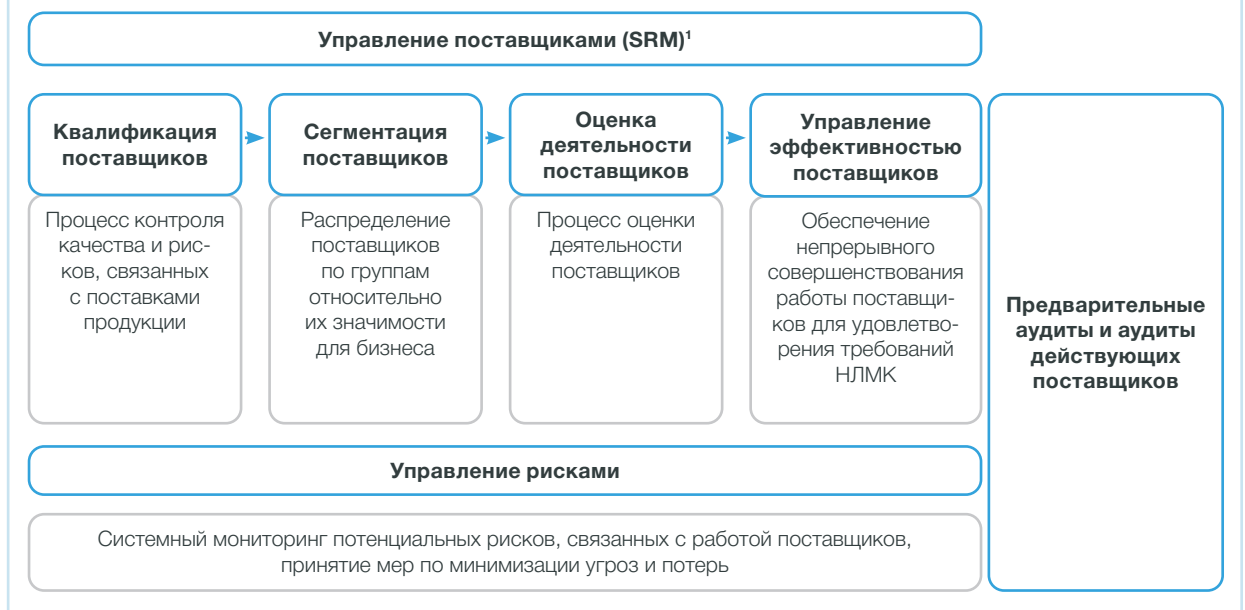 Управление поставщиками (SRM)¹
Квалификация
поставщиков
Процесс контроля
качества и рис-
ков, связанных
с поставками
продукции
Сегментация
поставщиков
Распределение
поставщиков
по группам
относительно
их значимости
для бизнеса
Оценка
деятельности
поставщиков
Процесс оценки
деятельности
поставщиков
Управление
эффективностью
поставщиков
Обеспечение
непрерывного
совершенствования
работы поставщи-
ков для удовлетво-
рения требований
НЛМК
Предварительные
аудиты и аудиты
действующих
поставщиков
Управление рисками
Системный мониторинг потенциальных рисков, связанных с работой поставщиков,
принятие мер по минимизации угроз и потерь